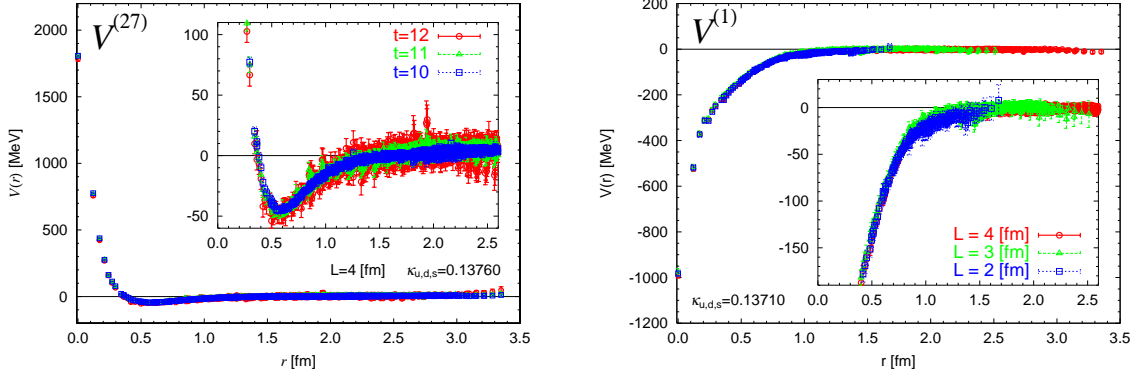 V(27)
V(r) [MeV]
2000
1500
1000
500
0
100
50
0
-50
t=12
t=11
t=10
0.0 0.5 1.0 1.5 2.0 2.5
L=4 [fm] κu,d,s=0.13760
0.0 0.5 1.0 1.5 2.0 2.5 3.0 3.5
r [fm]
V(1)
V(r) [MeV]
200
0
-200
-400
-600
-800
-1000
-1200
0
-50
-100
-150
L = 4 [fm]
L = 3 [fm]
L = 2 [fm]
0.0 0.5 1.0 1.5 2.0 2.5
κu,d,s=0.13710
0.0 0.5 1.0 1.5 2.0 2.5 3.0 3.5
r [fm]